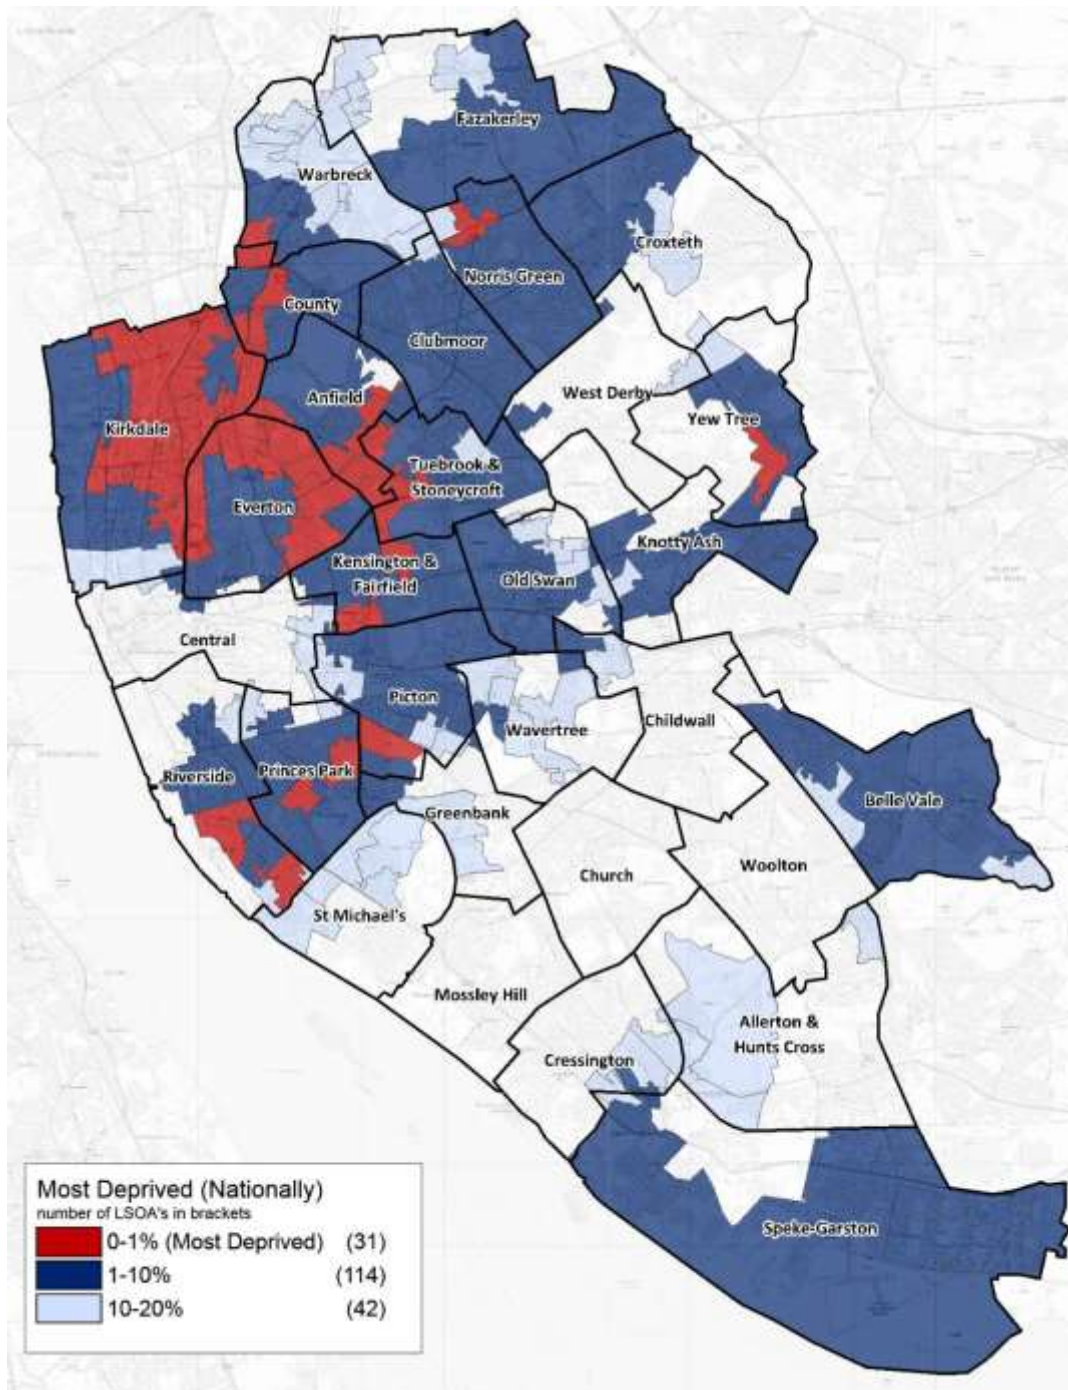 Fazakerley
Warbreck
Croxteth
Norris Green
County
Clubmoor
Anfield
West Derby
Yew Tree
Kirkdale
Tuebrook &
Stoneycroft
Everton
Knotty Ash
Kensington &
Fairfield
Old Swan
Central
Picton
Childwall
Wavertree
Riverside
Princes Park
Belle Vale
Greenbank
Woolton
Church
St Michael's
Mossley Hill
Allerton &
Hunts Cross
Cressington
Speke-Garston
Most Deprived (Nationally)
number of LSOA's in brackets
0-1% (Most Deprived) (31)
1-10% (114)
10-20% (42)